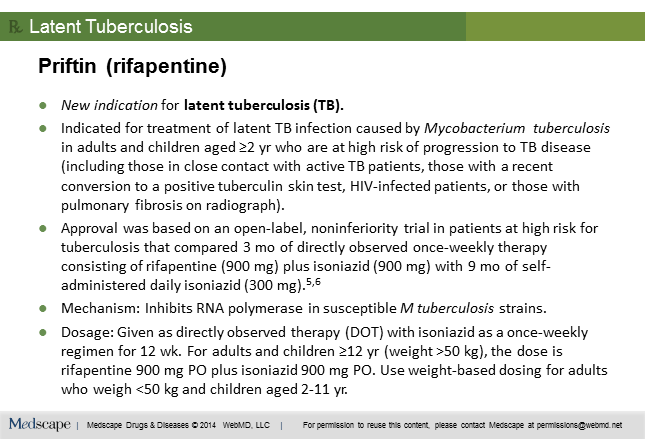 ℞ Latent Tuberculosis
Priftin (rifapentine)
● New indication for latent tuberculosis (TB).
● Indicated for treatment of latent TB infection caused by Mycobacterium tuberculosis
in adults and children aged ≥2 yr who are at high risk of progression to TB disease
(including those in close contact with active TB patients, those with a recent
conversion to a positive tuberculin skin test, HIV-infected patients, or those with
pulmonary fibrosis on radiograph).
● Approval was based on an open-label, noninferiority trial in patients at high risk for
tuberculosis that compared 3 mo of directly observed once-weekly therapy
consisting of rifapentine (900 mg) plus isoniazid (900 mg) with 9 mo of self-
administered daily isoniazid (300 mg).5,6
● Mechanism: Inhibits RNA polymerase in susceptible M tuberculosis strains.
● Dosage: Given as directly observed therapy (DOT) with isoniazid as a once-weekly
regimen for 12 wk. For adults and children ≥12 yr (weight >50 kg), the dose is
rifapentine 900 mg PO plus isoniazid 900 mg PO. Use weight-based dosing for adults
who weigh <50 kg and children aged 2-11 yr.
Medscape | Medscape Drugs & Diseases © 2014 WebMD, LLC | For permission to reuse this content, please contact Medscape at permissions@webmd.net